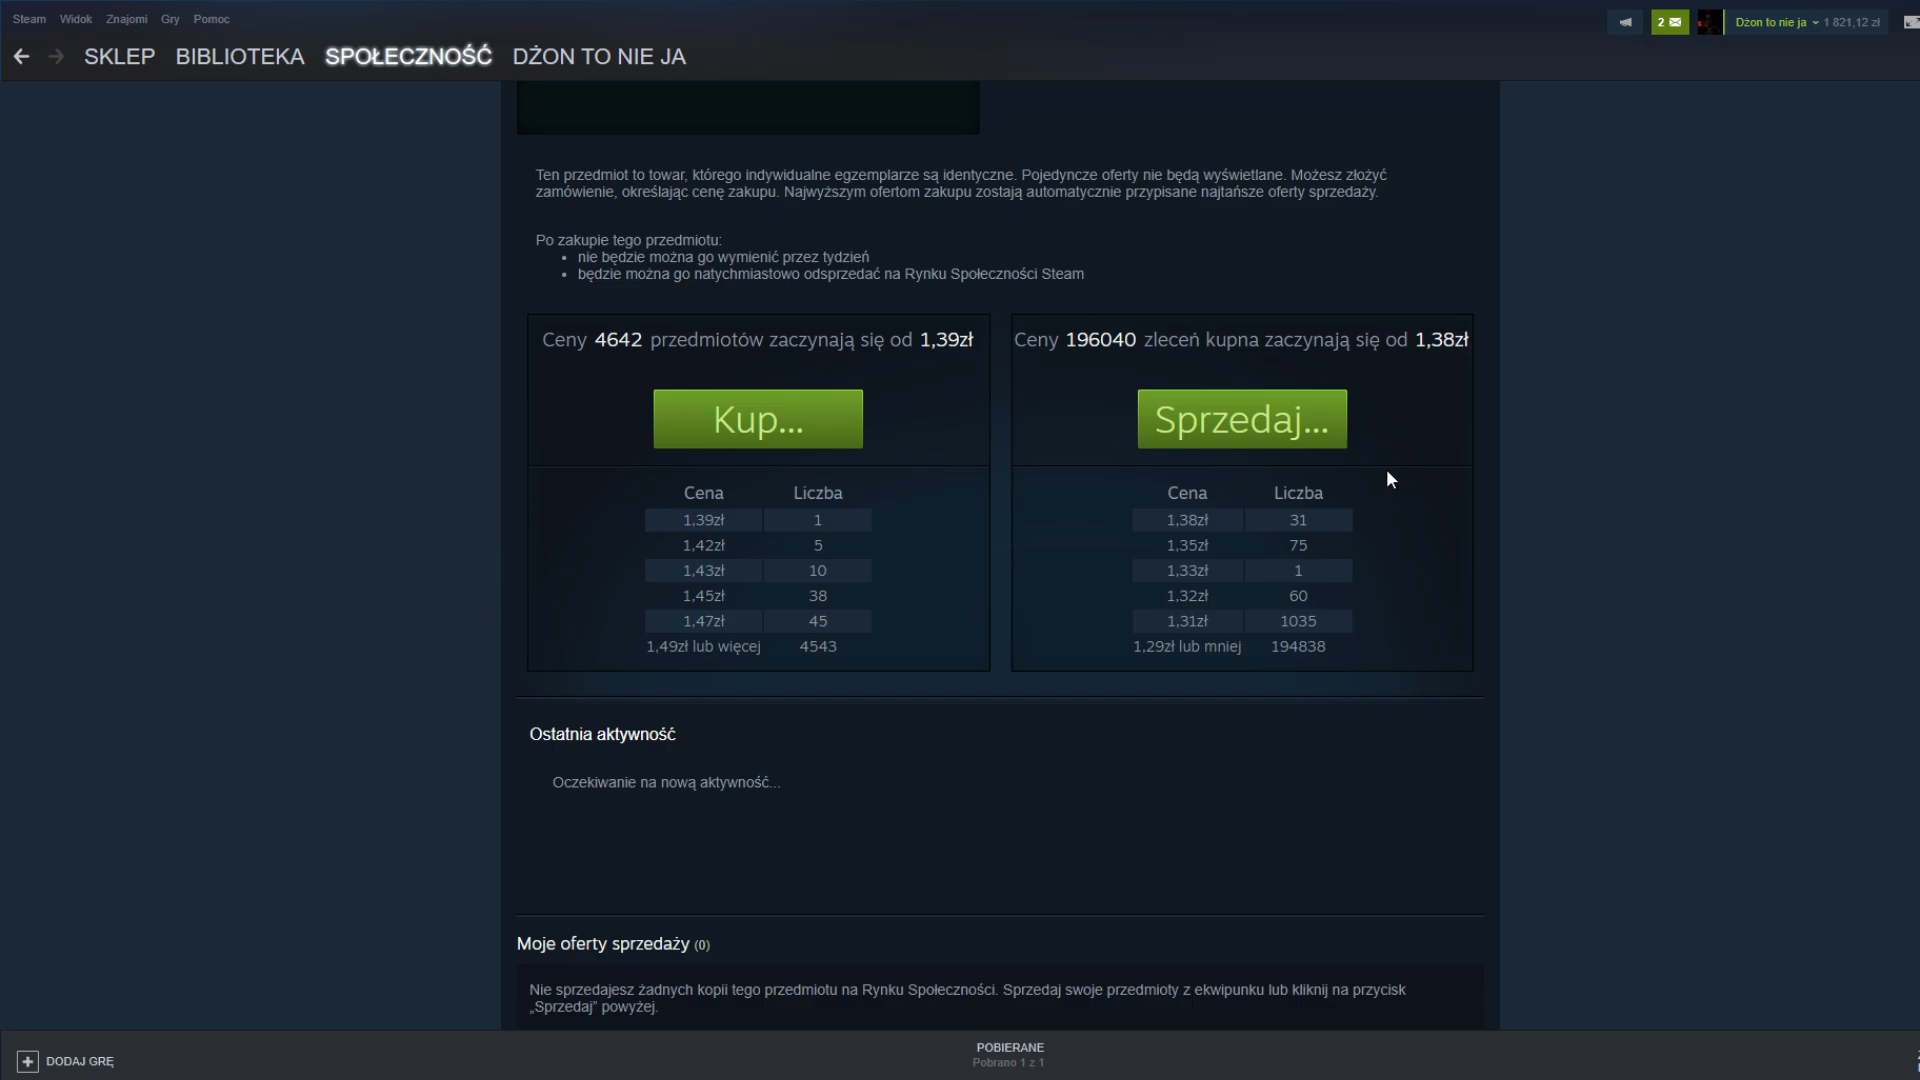 Steam Widok Znajomi Gry Pomoc
2 Dżon to nie ja 1 821,12 zł
SKLEP BIBLIOTEKA SPOŁECZNOŚĆ DŻON TO NIE JA
Ten przedmiot to towar, którego indywidualne egzemplarze są identyczne. Pojedyncze oferty nie będą wyświetlane. Możesz złożyć
zamówienie, określając cenę zakupu. Najwyższym ofertom zakupu zostają automatycznie przypisane najtańsze oferty sprzedaży.
Po zakupie tego przedmiotu:
• nie będzie można go wymienić przez tydzień
• będzie można go natychmiastowo odsprzedać na Rynku Społeczności Steam
Ceny 4642 przedmiotów zaczynają się od 1,39zł
Kup...
Cena Liczba
1,39zł 1
1,42zł 5
1,43zł 10
1,45zł 38
1,47zł 45
1,49zł lub więcej 4543
Ceny 196040 zleceń kupna zaczynają się od 1,38zł
Sprzedaj...
Cena Liczba
1,38zł 31
1,35zł 75
1,33zł 1
1,32zł 60
1,31zł 1035
1,29zł lub mniej 194838
Ostatnia aktywność
Oczekiwanie na nową aktywność...
Moje oferty sprzedaży (0)
Nie sprzedajesz żadnych kopii tego przedmiotu na Rynku Społeczności. Sprzedaj swoje przedmioty z ekwipunku lub kliknij na przycisk
„Sprzedaj” powyżej.
DODAJ GRĘ
POBIERANE
Pobrano 1 z 1